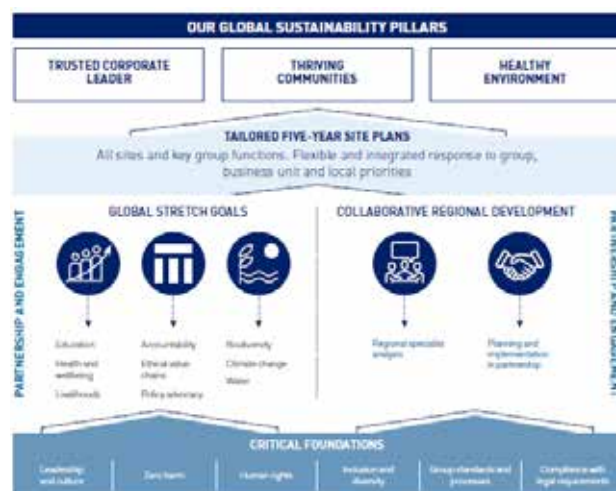 OUR GLOBAL SUSTAINABILITY PILLARS
TRUSTED CORPORATE
LEADER
THRIVING
COMMUNITIES
HEALTHY
ENVIRONMENT
TAILORED FIVE-YEAR SITE PLANS
All sites and key group functions. Flexible and integrated response to group,
business unit and local priorities
PARTNERSHIP AND ENGAGEMENT
GLOBAL STRETCH GOALS
Education
Health and
wellbeing
Livelihoods
Accountability
Ethical value
chains
Policy advocacy
Biodiversity
Climate change
Water
COLLABORATIVE REGIONAL DEVELOPMENT
Regional specialist
analysis
Planning and
implementation
in partnership
PARTNERSHIP AND ENGAGEMENT
CRITICAL FOUNDATIONS
Leadership
and culture
Zero harm
Human rights
Inclusion and
diversity
Group standards and
processes
Compliance with
legal requirements